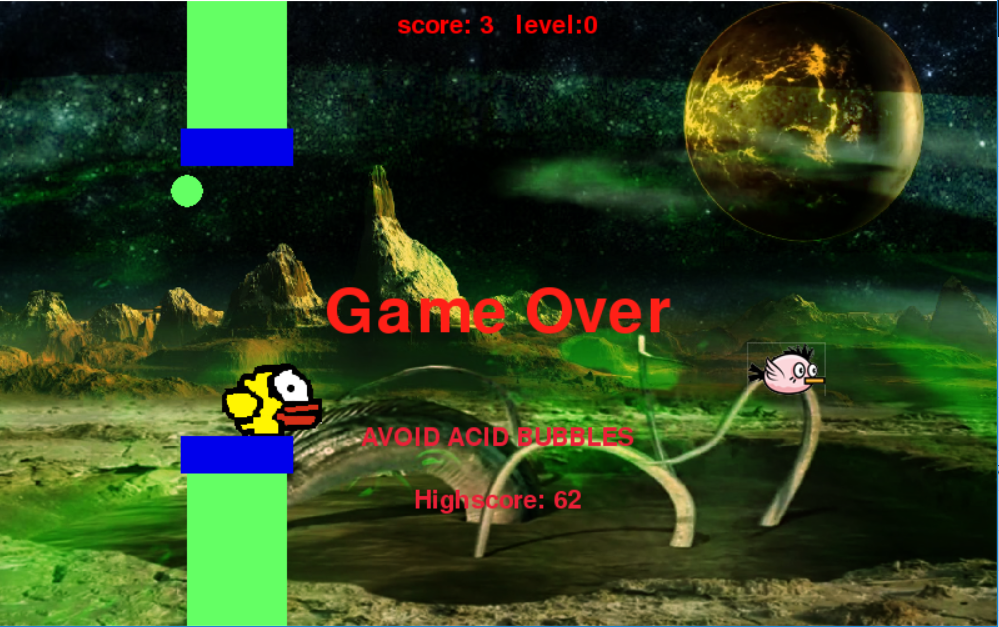 score: 3 level:0
Game Over
AVOID ACID BUBBLES
Highscore: 62